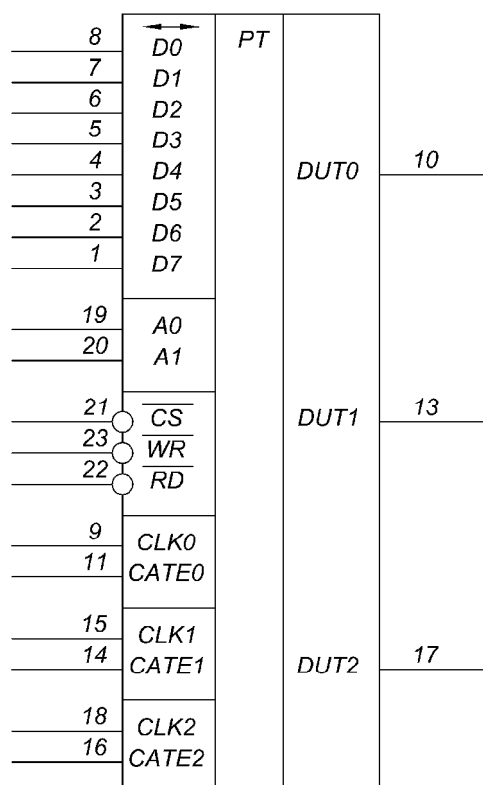 8 D0 PT
7 D1
6 D2
5 D3
4 D4 DUT0 10
3 D5
2 D6
1 D7
19 A0
20 A1
21 CS DUT1 13
23 WR
22 RD
9 CLK0
11 CATE0
15 CLK1
14 CATE1 DUT2 17
18 CLK2
16 CATE2